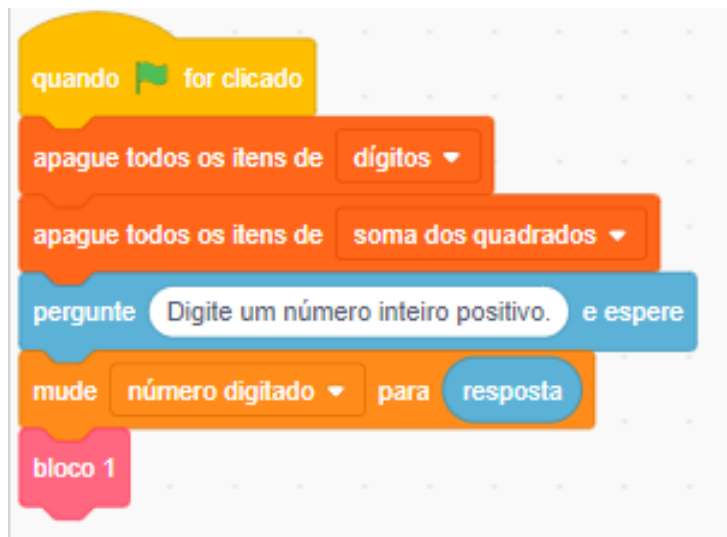 quando for clicado
apague todos os itens de dígitos
apague todos os itens de soma dos quadrados
pergunte Digite um número inteiro positivo. e espere
mude número digitado para resposta
bloco 1